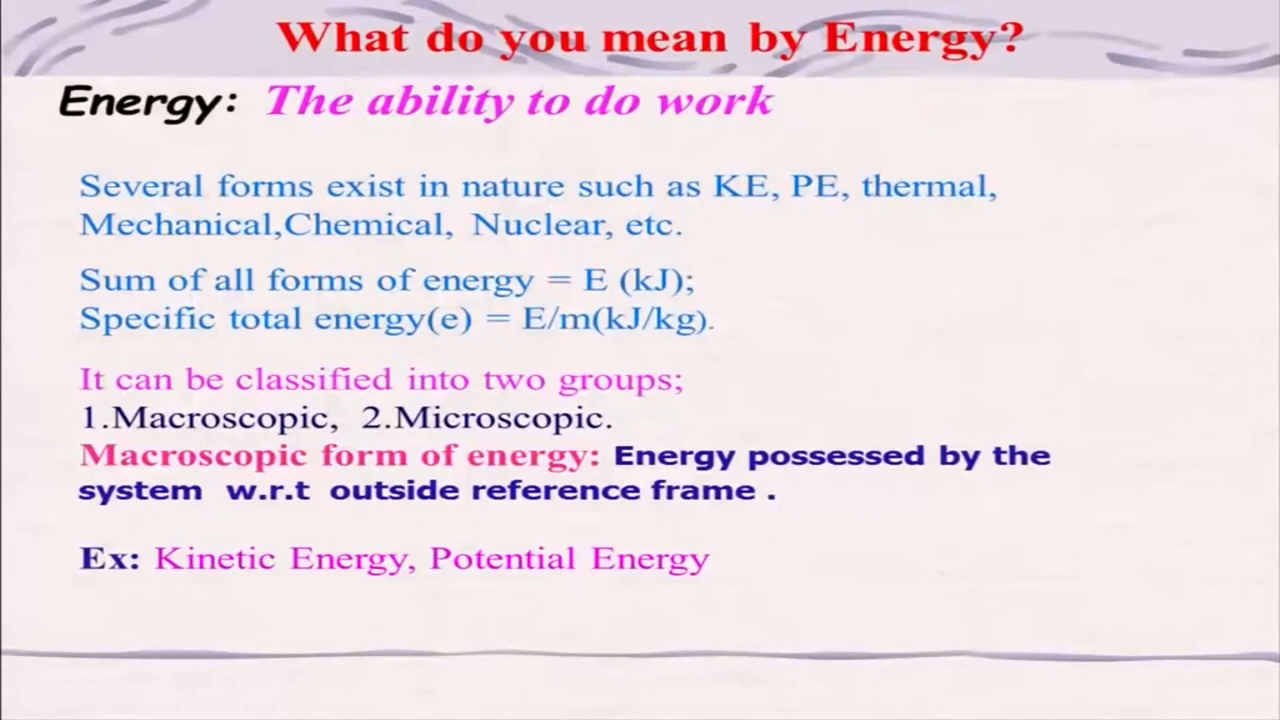 What do you mean by Energy?
Energy: The ability to do work
Several forms exist in nature such as KE, PE, thermal,
Mechanical,Chemical, Nuclear, etc.
Sum of all forms of energy = E (kJ);
Specific total energy(e) = E/m(kJ/kg).
It can be classified into two groups;
1.Macroscopic, 2.Microscopic.
Macroscopic form of energy: Energy possessed by the
system w.r.t outside reference frame .
Ex: Kinetic Energy, Potential Energy